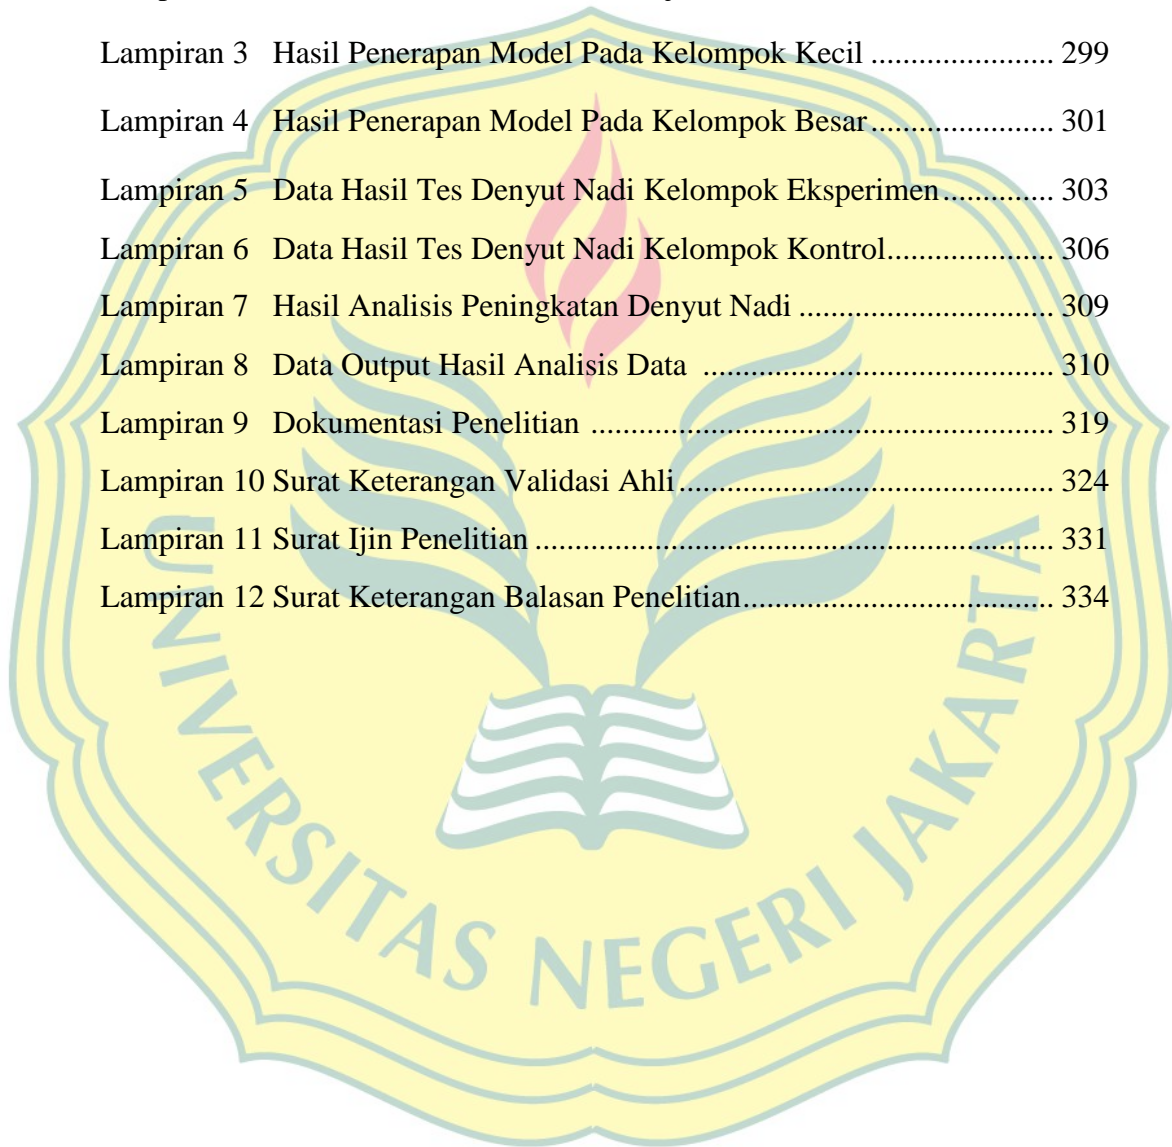 Lampiran 3 Hasil Penerapan Model Pada Kelompok Kecil ....................... 299
Lampiran 4 Hasil Penerapan Model Pada Kelompok Besar ....................... 301
Lampiran 5 Data Hasil Tes Denyut Nadi Kelompok Eksperimen .............. 303
Lampiran 6 Data Hasil Tes Denyut Nadi Kelompok Kontrol..................... 306
Lampiran 7 Hasil Analisis Peningkatan Denyut Nadi ................................ 309
Lampiran 8 Data Output Hasil Analisis Data ............................................ 310
Lampiran 9 Dokumentasi Penelitian .......................................................... 319
Lampiran 10 Surat Keterangan Validasi Ahli ............................................... 324
Lampiran 11 Surat Ijin Penelitian ................................................................. 331
Lampiran 12 Surat Keterangan Balasan Penelitian....................................... 334
UNIVERSITAS NEGERI JAKARTA